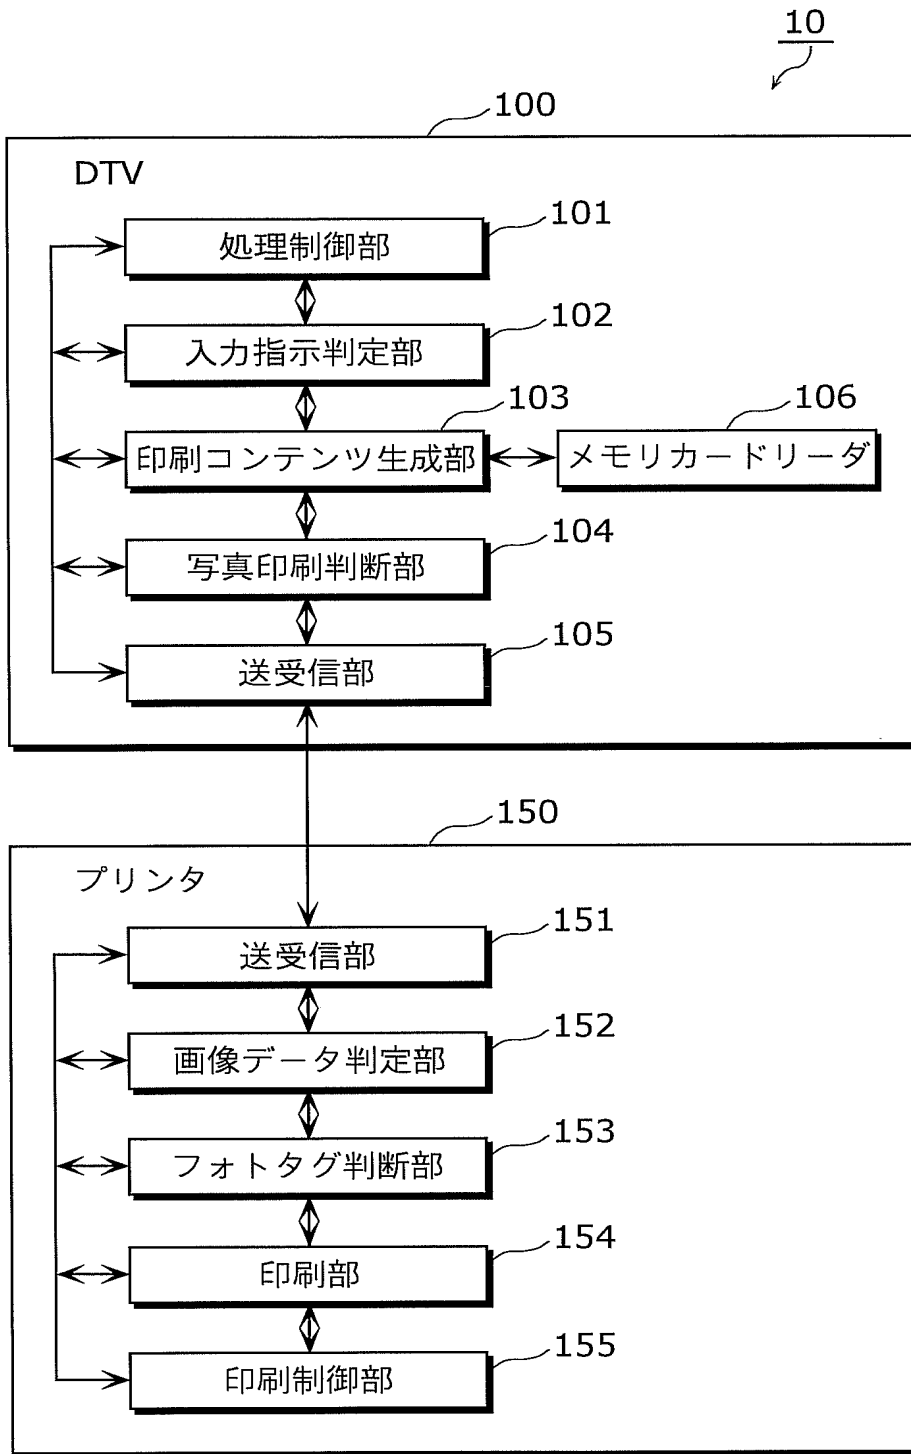 10
100
DTV
101
処理制御部
102
入力指示判定部
103
印刷コンテンツ生成部
106
メモリカードリーダ
104
写真印刷判断部
105
送受信部
150
プリンタ
151
送受信部
152
画像データ判定部
153
フォトタグ判断部
154
印刷部
155
印刷制御部